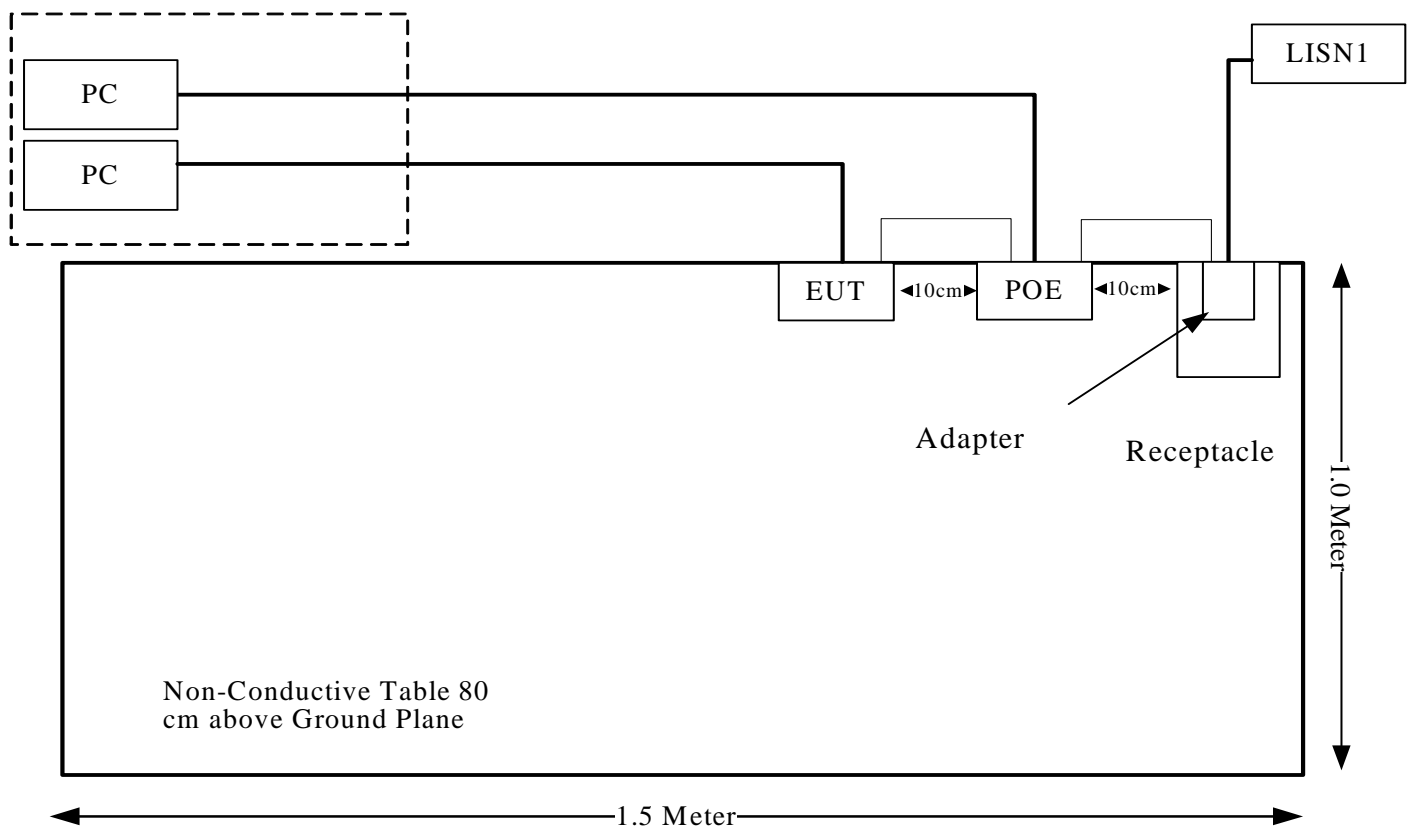 LISN1
PC
PC
EUT
10cm
POE
10cm
Adapter
Receptacle
1.0 Meter
Non-Conductive Table 80
cm above Ground Plane
1.5 Meter